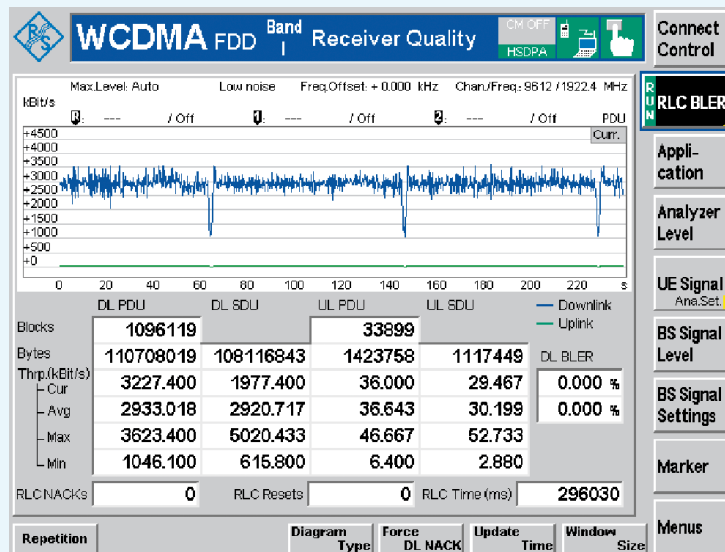 R&S
WCDMA FDD Band I Receiver Quality
CM OFF
HSDPA
Connect Control
Max.Level: Auto Low noise Freq.Offset: + 0.000 kHz Chan./Freq.: 9612 / 1922.4 MHz
kBit/s
R: --- / Off 1: --- / Off 2: --- / Off PDU
Curr.
+4500
+4000
+3500
+3000
+2500
+2000
+1500
+1000
+500
+0
0 20 40 60 80 100 120 140 160 180 200 220 s
DL PDU DL SDU UL PDU UL SDU
Downlink
Uplink
Blocks 1096119 33899
Bytes 110708019 108116843 1423758 1117449 DL BLER
Thrp.(kBit/s)
Cur 3227.400 1977.400 36.000 29.467 0.000 %
Avg 2933.018 2920.717 36.643 30.199 0.000 %
Max 3623.400 5020.433 46.667 52.733
Min 1046.100 615.800 6.400 2.880
RLC NACKs 0 RLC Resets 0 RLC Time (ms) 296030
RUN
RLC BLER
Appli-
cation
Analyzer
Level
UE Signal
Ana.Set.
BS Signal
Level
BS Signal
Settings
Marker
Menus
Repetition
Diagram Type
Force DL NACK
Update Time
Window Size